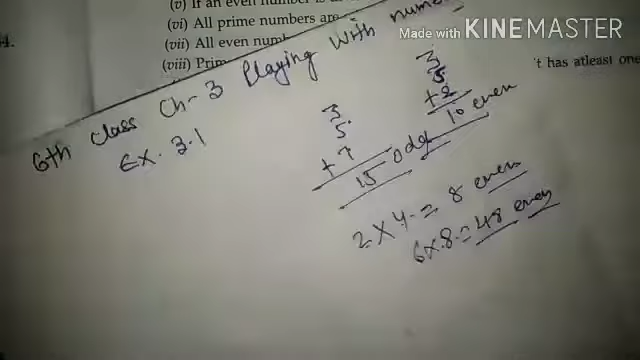 (v) If an even number is
4.
(vi) All prime numbers are
(vii) All even num
(viii) Prim
't has atleast one
Made with KINEMASTER
6th class Ch-3 Playing with nume
Ex. 3.1
3
5
+7
15 odd
3
5
+2
10 even
2 X 4 = 8 even
6 x 8 = 48 even